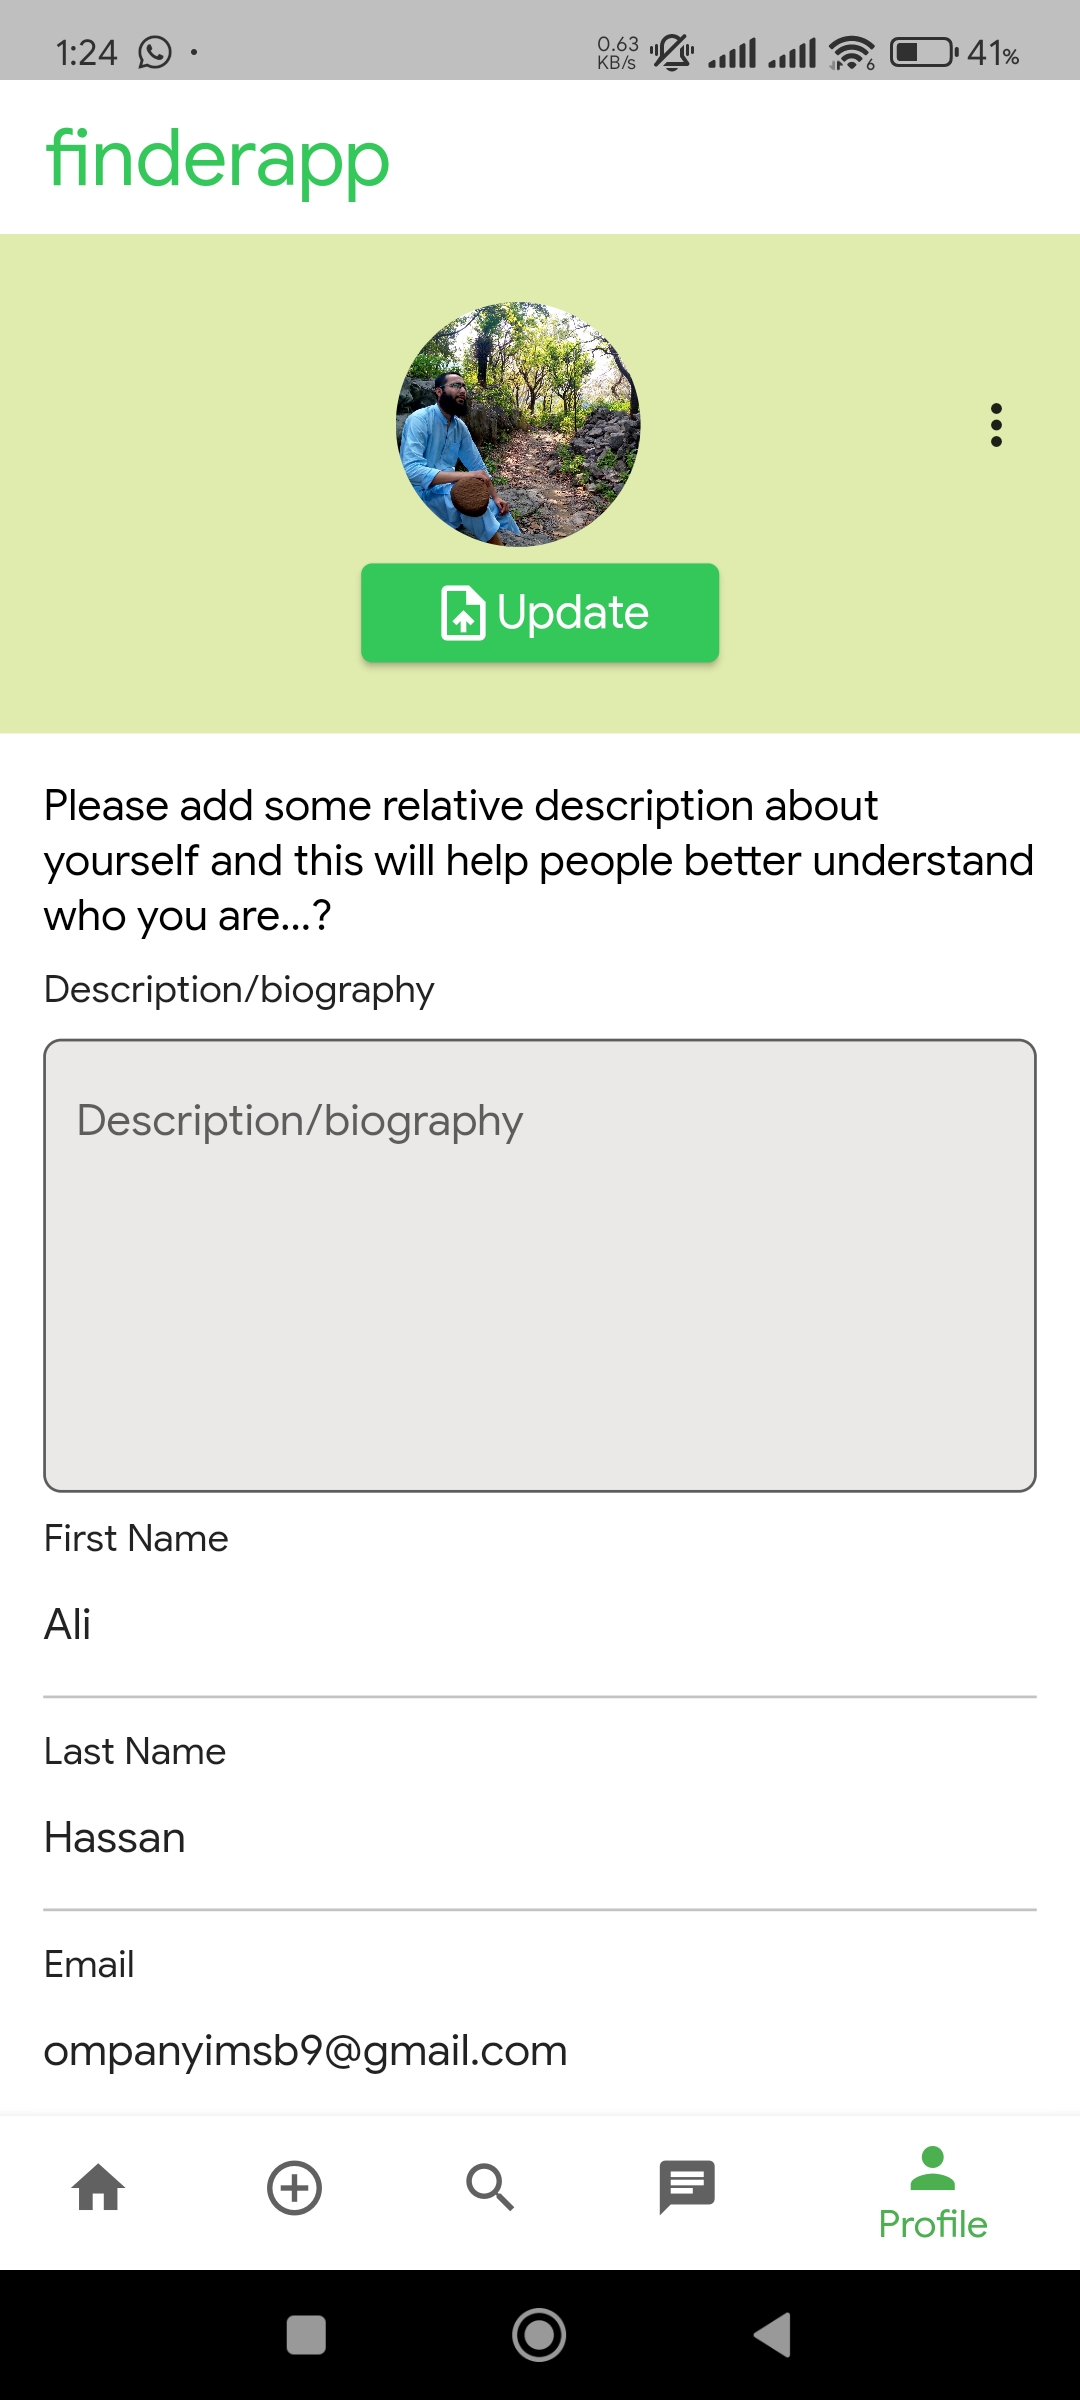 1:24
0.63
KB/s
6
41%
finderapp
Update
Please add some relative description about
yourself and this will help people better understand
who you are...?
Description/biography
Description/biography
First Name
Ali
Last Name
Hassan
Email
ompanyimsb9@gmail.com
Profile